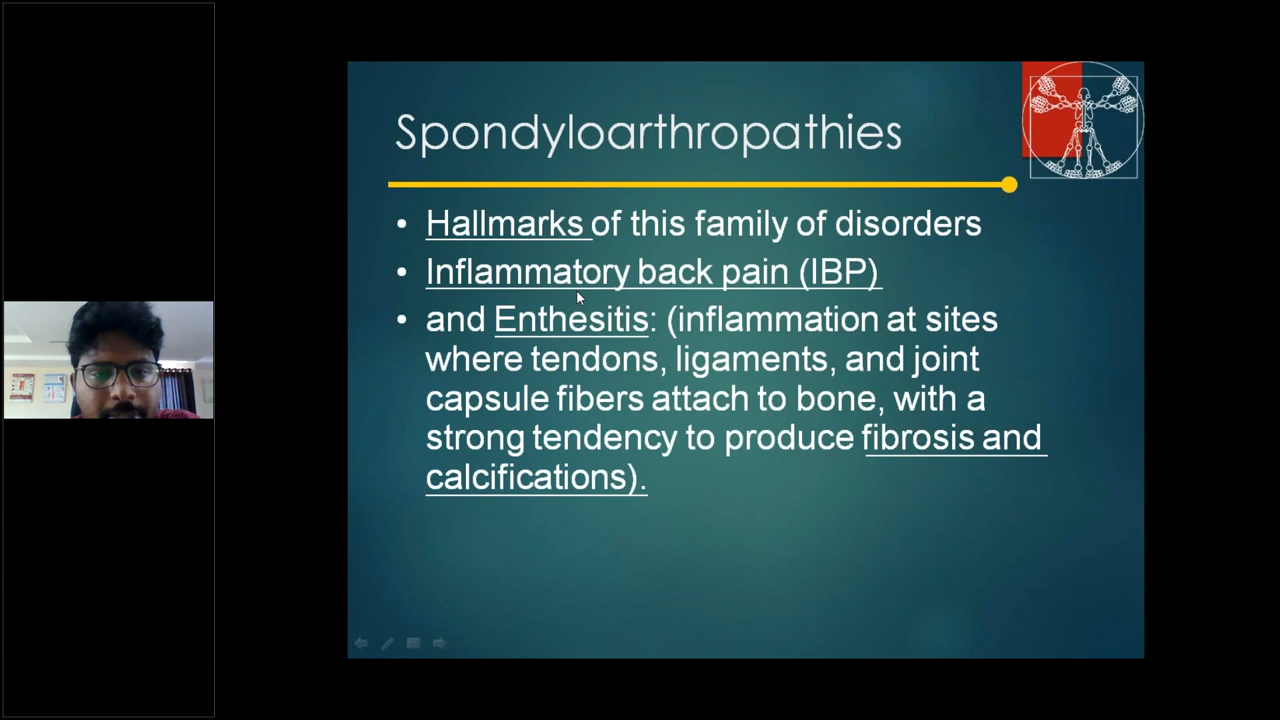 Spondyloarthropathies
• Hallmarks of this family of disorders
• Inflammatory back pain (IBP)
• and Enthesitis: (inflammation at sites
where tendons, ligaments, and joint
capsule fibers attach to bone, with a
strong tendency to produce fibrosis and
calcifications).